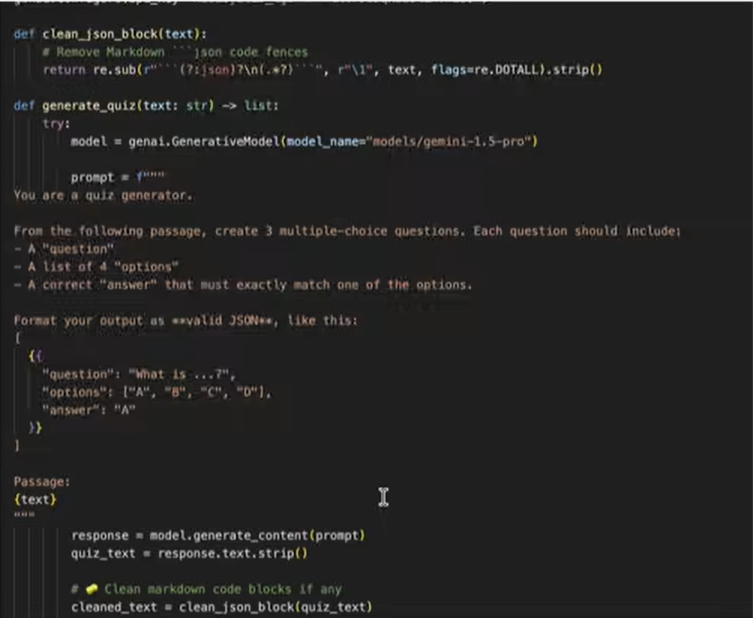 def clean_json_block(text):
# Remove Markdown ```json code fences
return re.sub(r"```(?:json)?\n(.*?)```", r"\1", text, flags=re.DOTALL).strip()
def generate_quiz(text: str) -> list:
try:
model = genai.GenerativeModel(model_name="models/gemini-1.5-pro")
prompt = f"""
You are a quiz generator.
From the following passage, create 3 multiple-choice questions. Each question should include:
- A "question"
- A list of 4 "options"
- A correct "answer" that must exactly match one of the options.
Format your output as **valid JSON**, like this:
[
{{
"question": "What is ...?",
"options": ["A", "B", "C", "D"],
"answer": "A"
}}
]
Passage:
{text}
"""
response = model.generate_content(prompt)
quiz_text = response.text.strip()
# 🧽 Clean markdown code blocks if any
cleaned_text = clean_json_block(quiz_text)